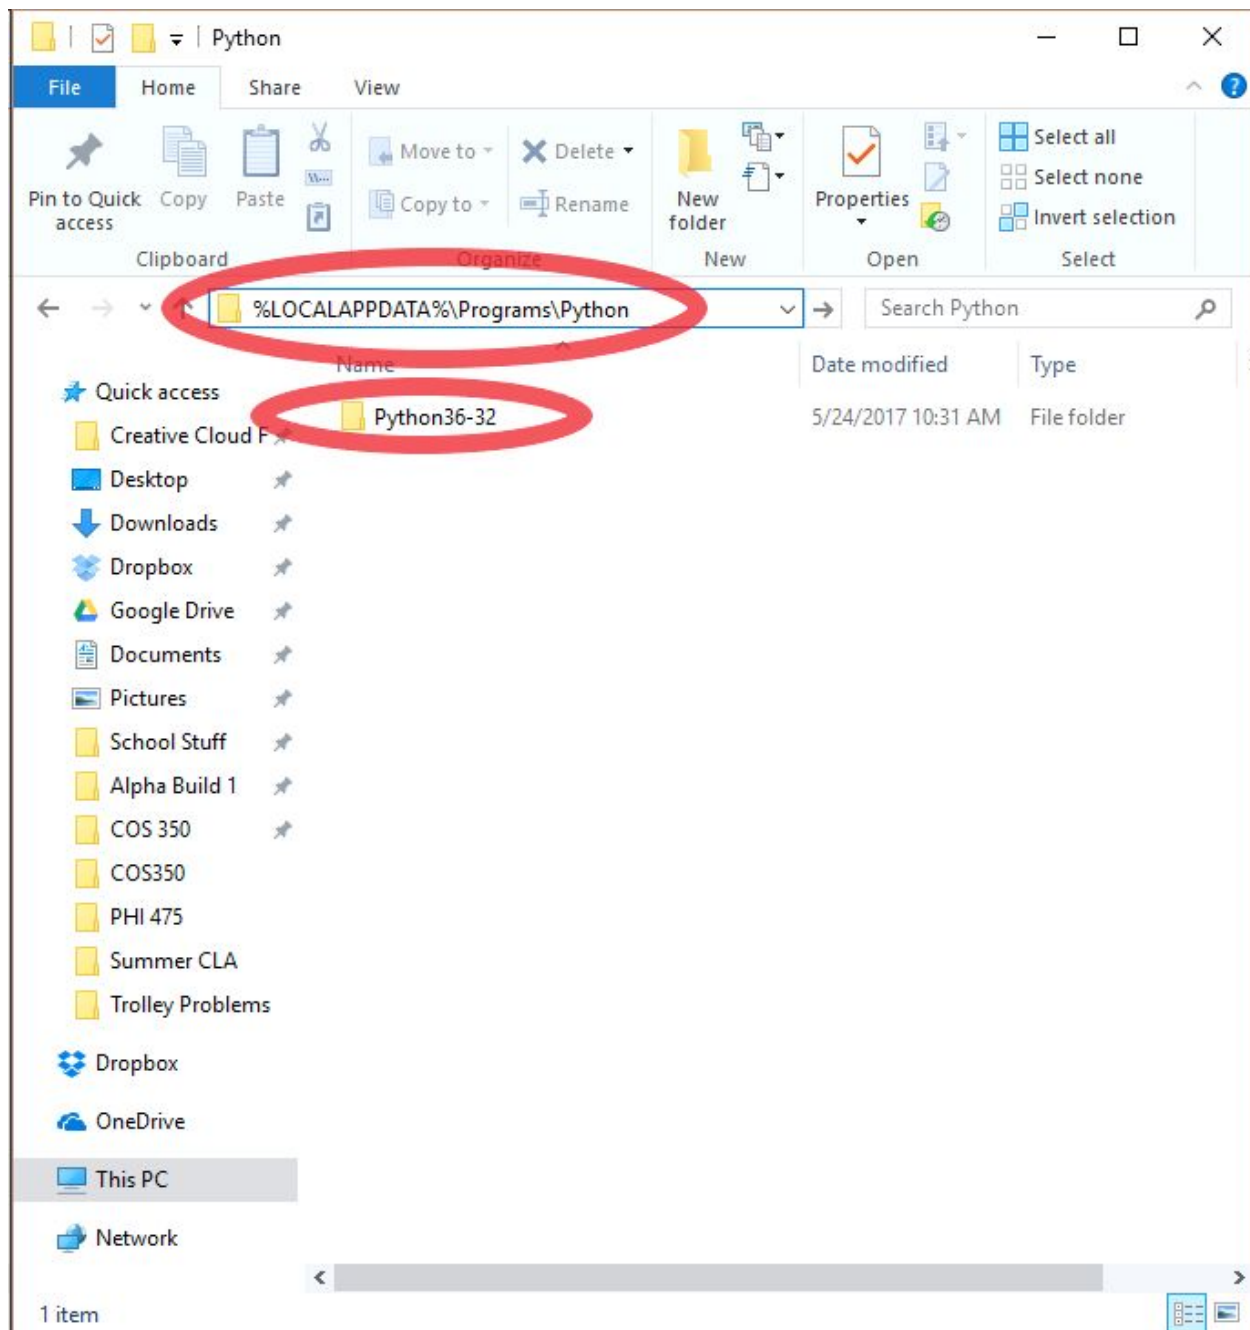 Python
File Home Share View
Pin to Quick access
Copy
Paste
Clipboard
Move to
Copy to
Delete
Rename
Organize
New folder
New
Properties
Open
Select all
Select none
Invert selection
Select
%LOCALAPPDATA%\Programs\Python
Search Python
Name Date modified Type
Python36-32 5/24/2017 10:31 AM File folder
Quick access
Creative Cloud F
Desktop
Downloads
Dropbox
Google Drive
Documents
Pictures
School Stuff
Alpha Build 1
COS 350
COS350
PHI 475
Summer CLA
Trolley Problems
Dropbox
OneDrive
This PC
Network
1 item